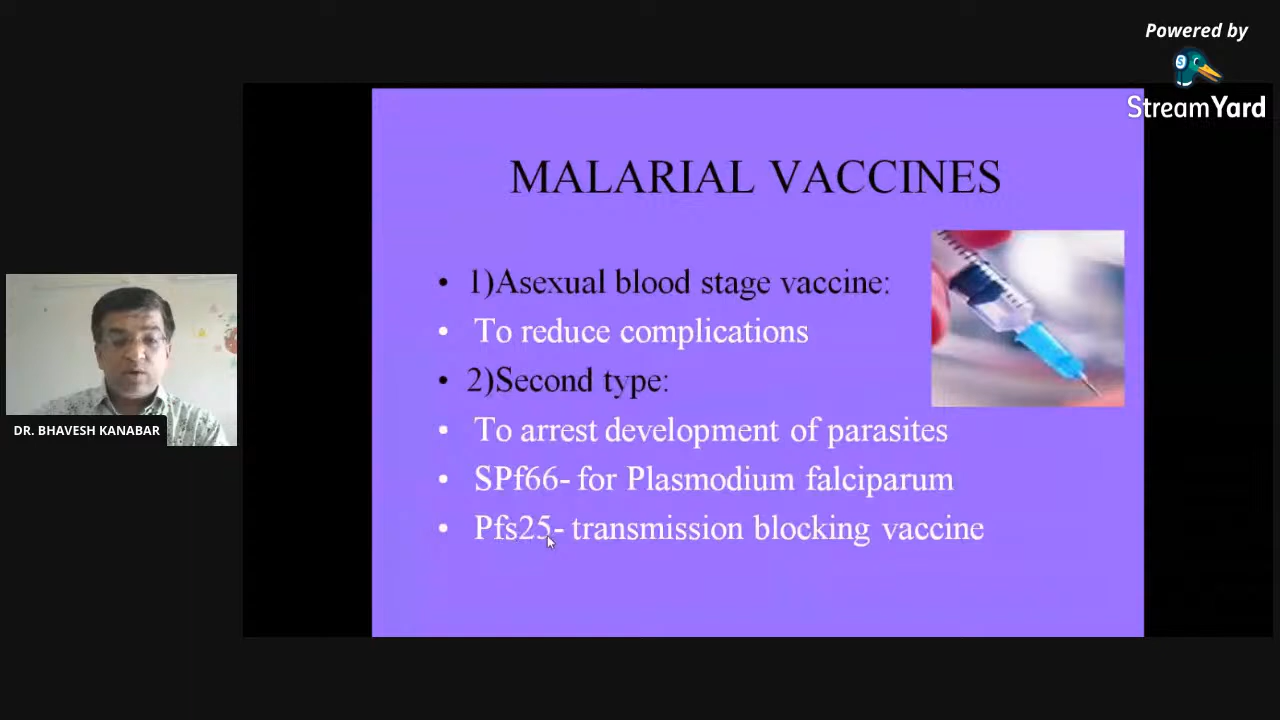 Powered by
StreamYard
MALARIAL VACCINES
• 1)Asexual blood stage vaccine:
• To reduce complications
• 2)Second type:
• To arrest development of parasites
• SPf66- for Plasmodium falciparum
• Pfs25- transmission blocking vaccine
DR. BHAVESH KANABAR